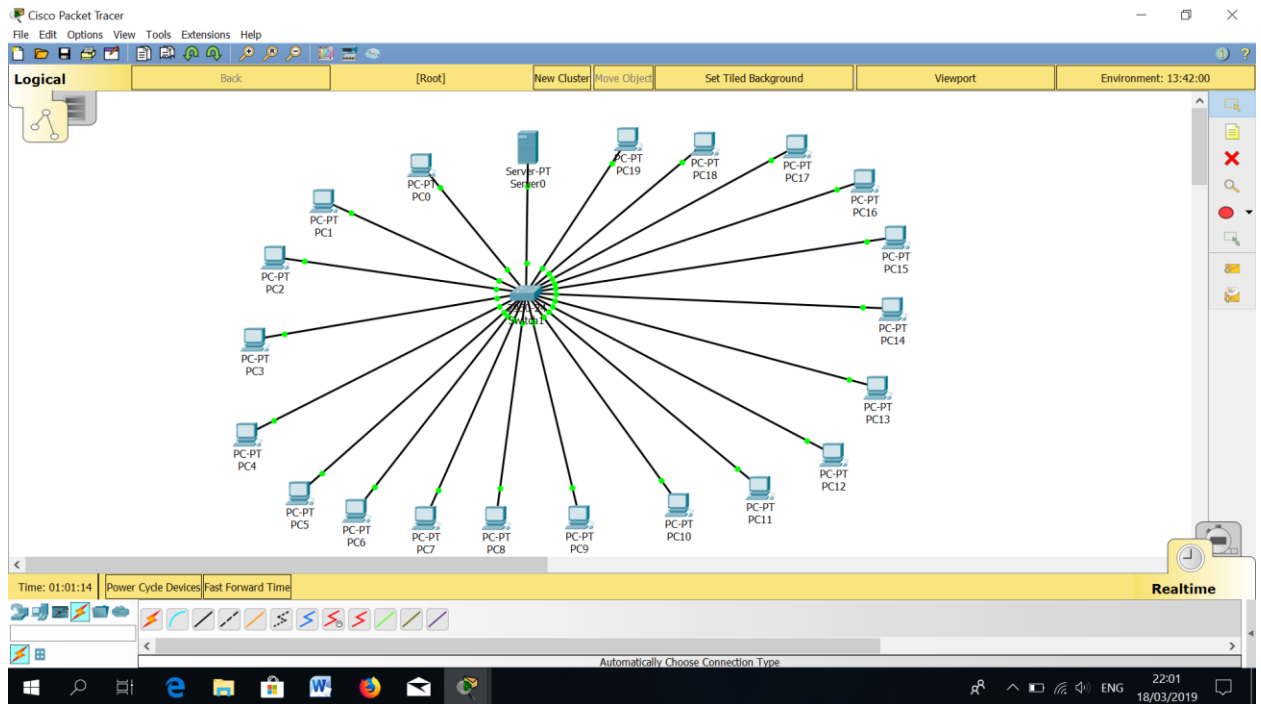 Cisco Packet Tracer
File Edit Options View Tools Extensions Help
Logical Back [Root] New Cluster Move Object Set Tiled Background Viewport Environment: 13:42:00
Server-PT
Server0
PC-PT
PC0
PC-PT
PC1
PC-PT
PC2
PC-PT
PC3
PC-PT
PC4
PC-PT
PC5
PC-PT
PC6
PC-PT
PC7
PC-PT
PC8
PC-PT
PC9
PC-PT
PC10
PC-PT
PC11
PC-PT
PC12
PC-PT
PC13
PC-PT
PC14
PC-PT
PC15
PC-PT
PC16
PC-PT
PC17
PC-PT
PC18
PC-PT
PC19
Switch1
Time: 01:01:14 Power Cycle Devices Fast Forward Time Realtime
Automatically Choose Connection Type
ENG
22:01
18/03/2019